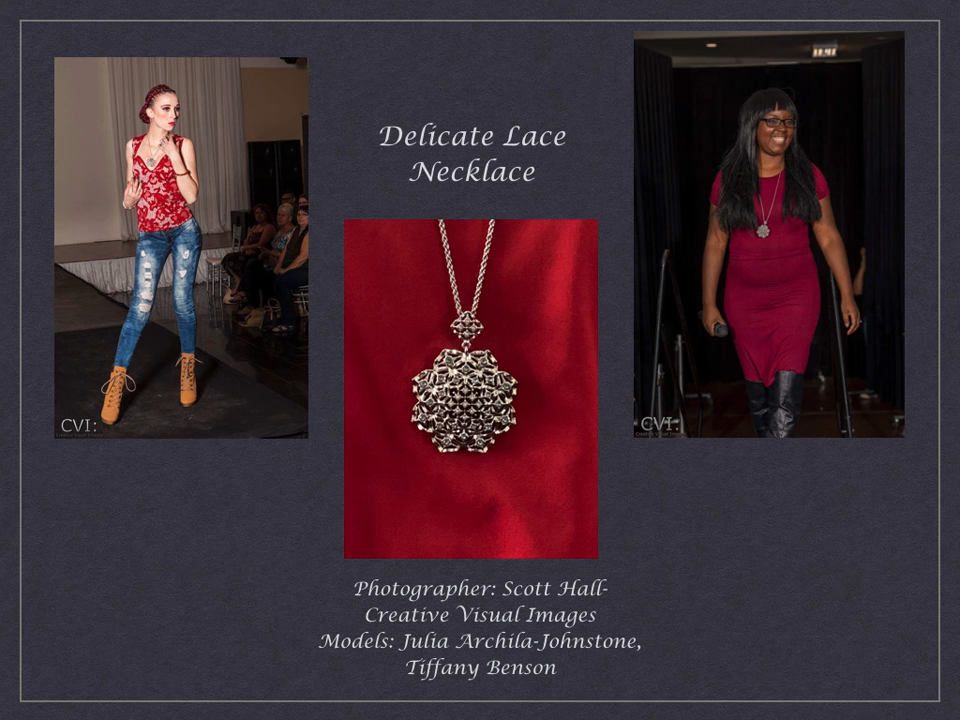 Delicate Lace
Necklace
CVI:
CVI:
Photographer: Scott Hall-
Creative Visual Images
Models: Julia Archila-Johnstone,
Tiffany Benson